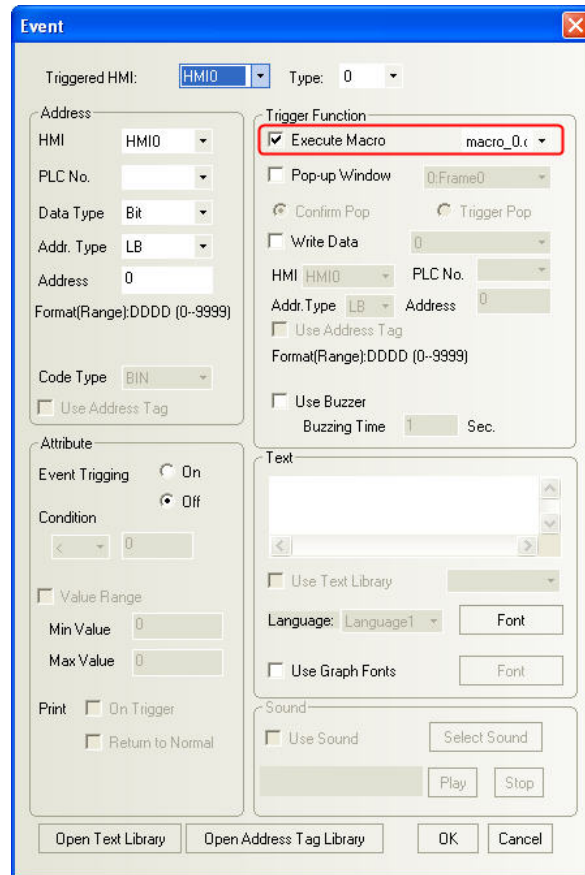 Event
Triggered HMI: HMI0 Type: 0
Address
HMI HMI0
PLC No.
Data Type Bit
Addr. Type LB
Address 0
Format(Range):DDDD (0--9999)
Code Type BIN
Use Address Tag
Attribute
Event Trigging On
Off
Condition
< 0
Value Range
Min Value 0
Max Value 0
Print On Trigger
Return to Normal
Trigger Function
Execute Macro macro_0.c
Pop-up Window 0:Frame0
Confirm Pop Trigger Pop
Write Data 0
HMI HMI0 PLC No.
Addr.Type LB Address 0
Use Address Tag
Format(Range):DDDD (0--9999)
Use Buzzer
Buzzing Time 1 Sec.
Text
Use Text Library
Language: Language1 Font
Use Graph Fonts Font
Sound
Use Sound Select Sound
Play Stop
Open Text Library Open Address Tag Library OK Cancel